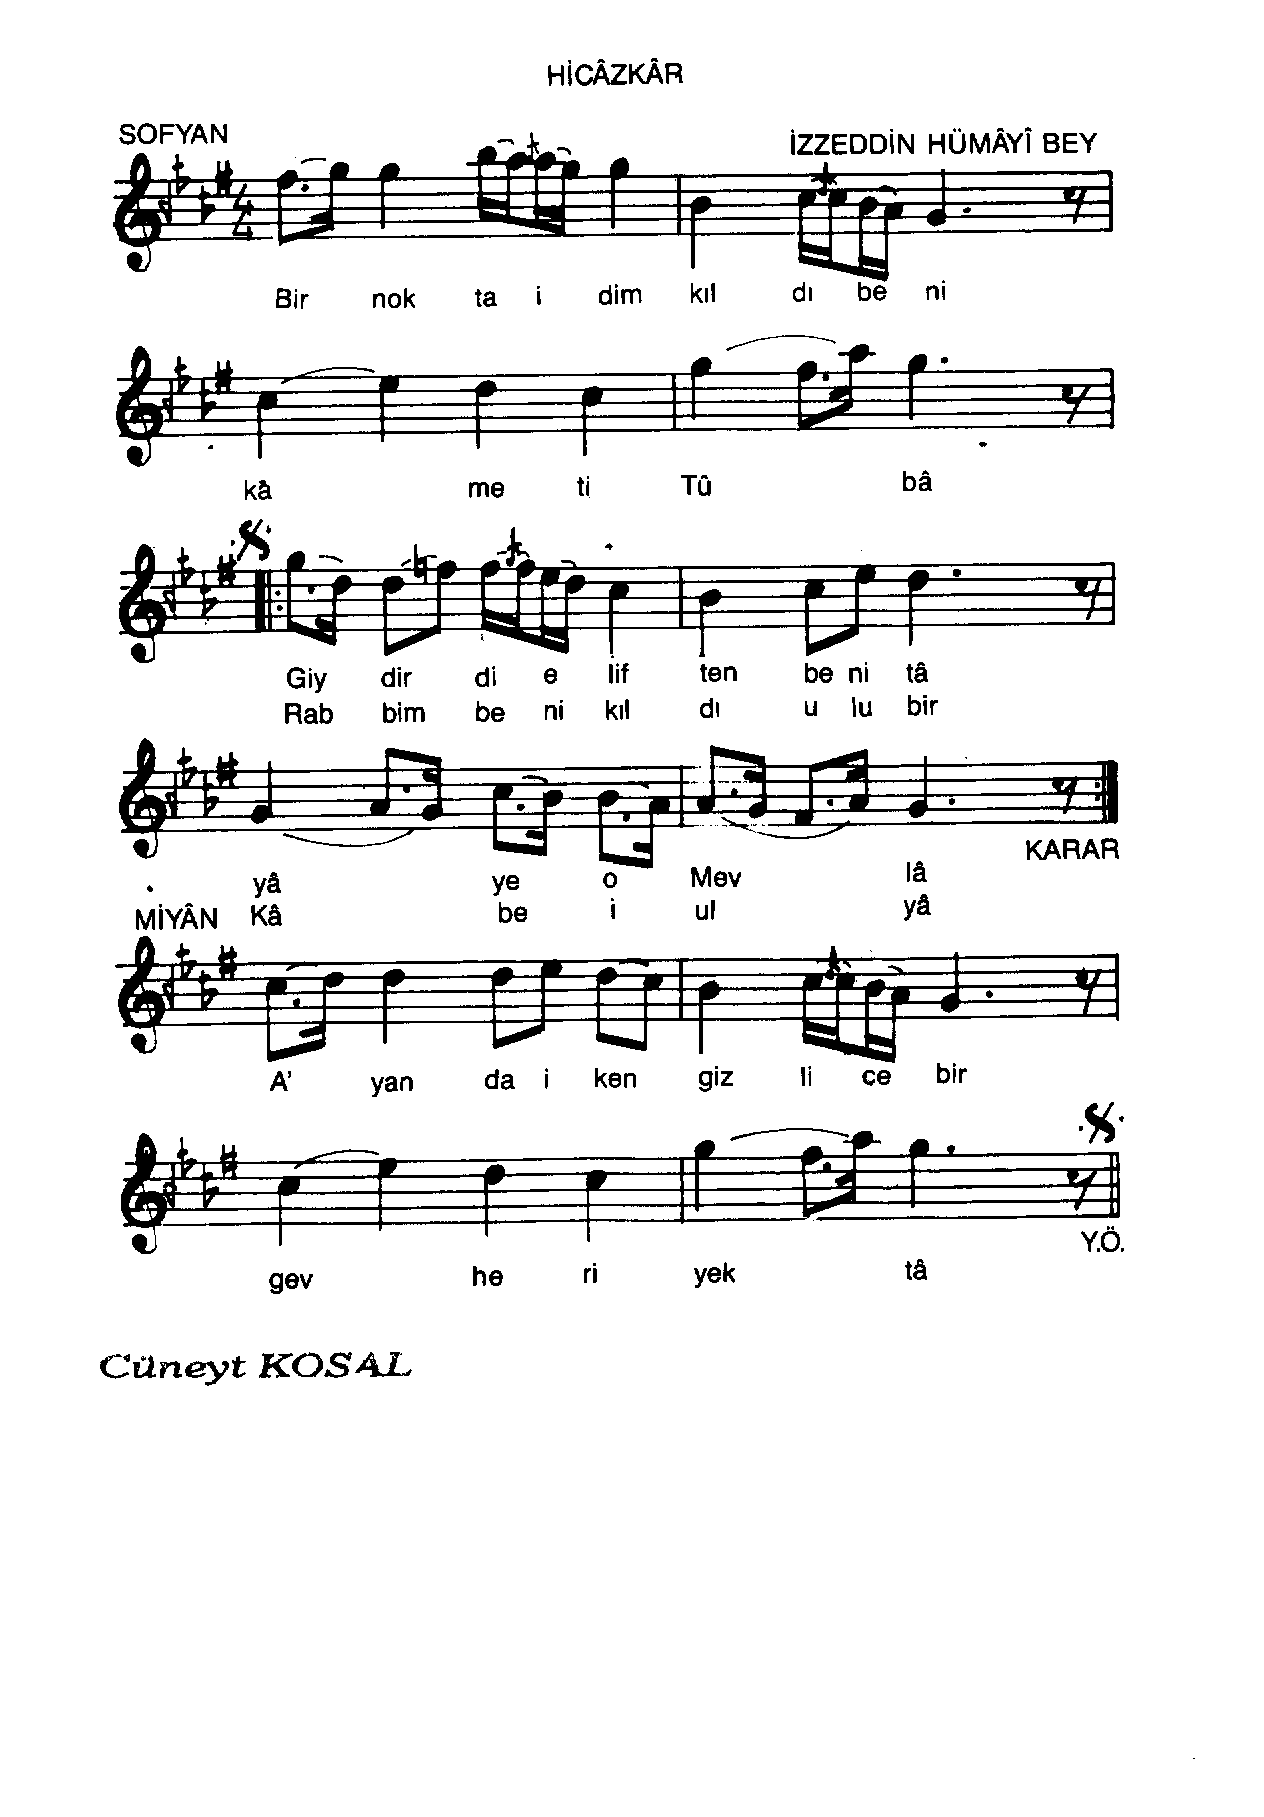 HİCÂZKÂR
SOFYAN
İZZEDDİN HÜMÂYÎ BEY
4
4
Bir nok ta i dim kıl dı be ni
kâ me ti Tû bâ
Giy dir di e lif ten be ni tâ
Rab bim be ni kıl dı u lu bir
KARAR
yâ ye o Mev lâ
MİYÂN Kâ be i ul yâ
A' yan da i ken giz li ce bir
Y.Ö.
gev he ri yek tâ
Cüneyt KOSAL